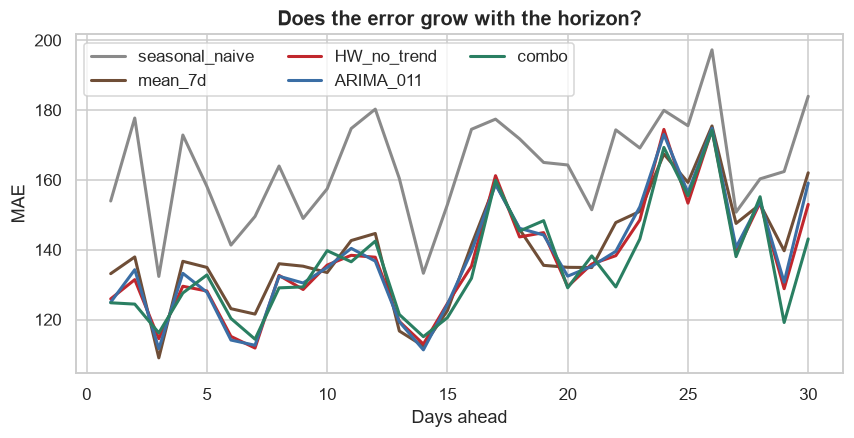 Does the error grow with the horizon?
seasonal_naive HW_no_trend combo
mean_7d ARIMA_011
200
180
160
140
120
MAE
0 5 10 15 20 25 30
Days ahead